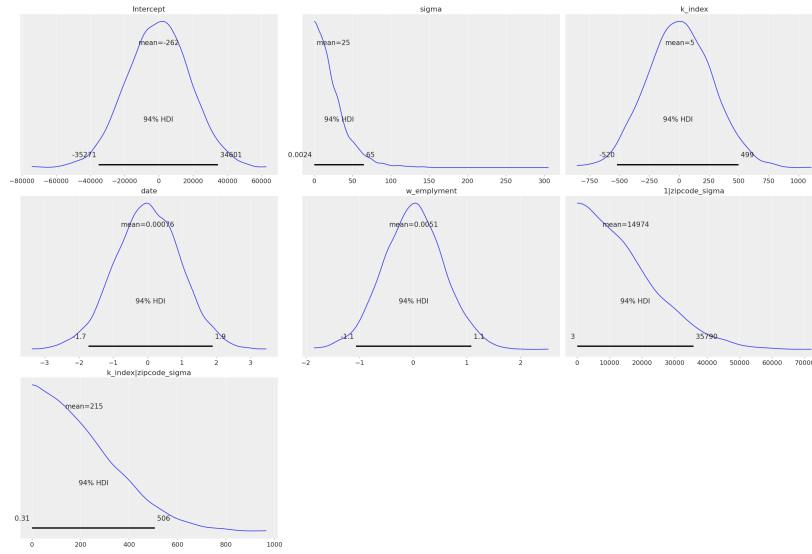 Intercept
mean=-262
94% HDI
-35271
34601
−80000 −60000 −40000 −20000 0 20000 40000 60000
sigma
mean=25
94% HDI
0.0024
65
0 50 100 150 200 250 300
k_index
mean=5
94% HDI
-520
499
−750 −500 −250 0 250 500 750 1000
date
mean=0.00076
94% HDI
-1.7
1.9
−3 −2 −1 0 1 2 3
w_emplyment
mean=0.0051
94% HDI
-1.1
1.1
−2 −1 0 1 2
1|zipcode_sigma
mean=14974
94% HDI
3
35790
0 10000 20000 30000 40000 50000 60000 70000
k_index|zipcode_sigma
mean=215
94% HDI
0.31
506
0 200 400 600 800 1000